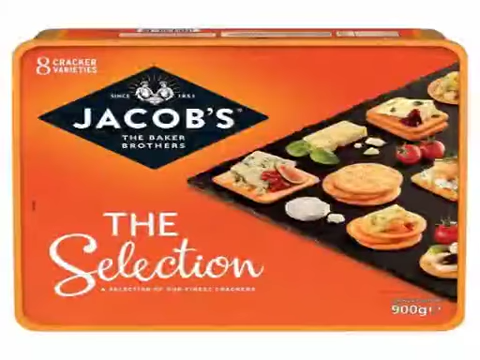 8 CRACKER
VARIETIES
SINCE 1851
JACOB'S
THE BAKER
BROTHERS
THE
Selection
A SELECTION OF OUR FINEST CRACKERS
900g℮